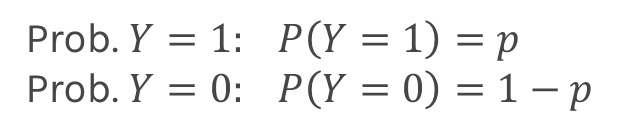 Prob. Y = 1: P(Y = 1) = p
Prob. Y = 0: P(Y = 0) = 1 − p